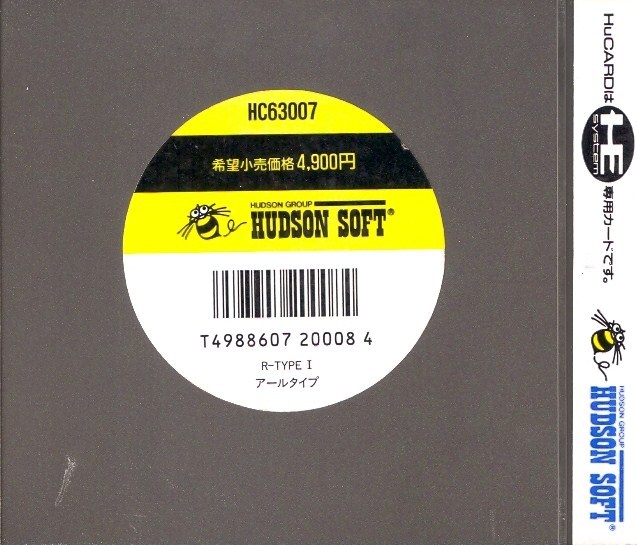 HC63007
希望小売価格4,900円
HUDSON GROUP
HUDSON SOFT®
T4988607 20008 4
R-TYPE I
アールタイプ
HuCARDは HE system 専用カードです。
HUDSON GROUP
HUDSON SOFT®